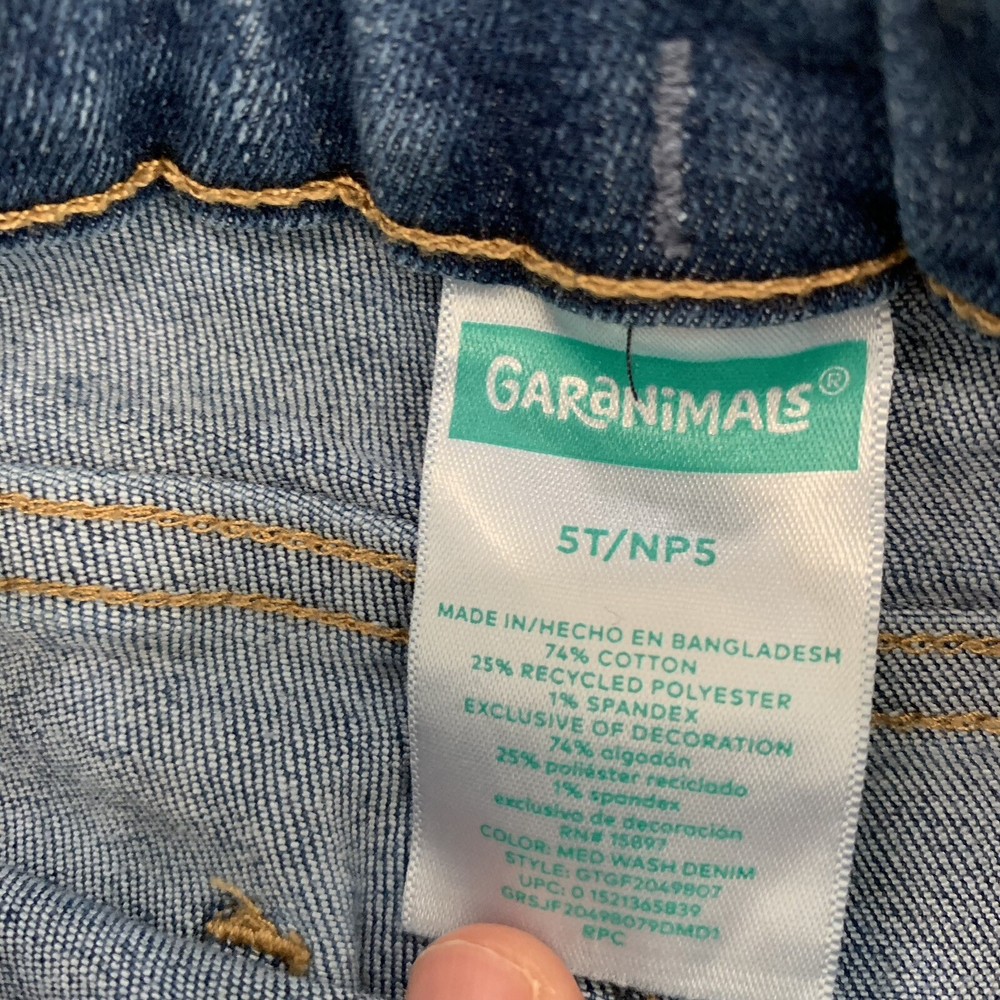 GARaNiMALS®
5T/NP5
MADE IN/HECHO EN BANGLADESH
74% COTTON
25% RECYCLED POLYESTER
1% SPANDEX
EXCLUSIVE OF DECORATION
74% algodón
25% poliéster reciclado
1% spandex
exclusivo de decoración
RN# 15897
COLOR: MED WASH DENIM
STYLE: GTGF2049807
UPC: 0 1521365839
GRSJF20498079DMD1
RPC